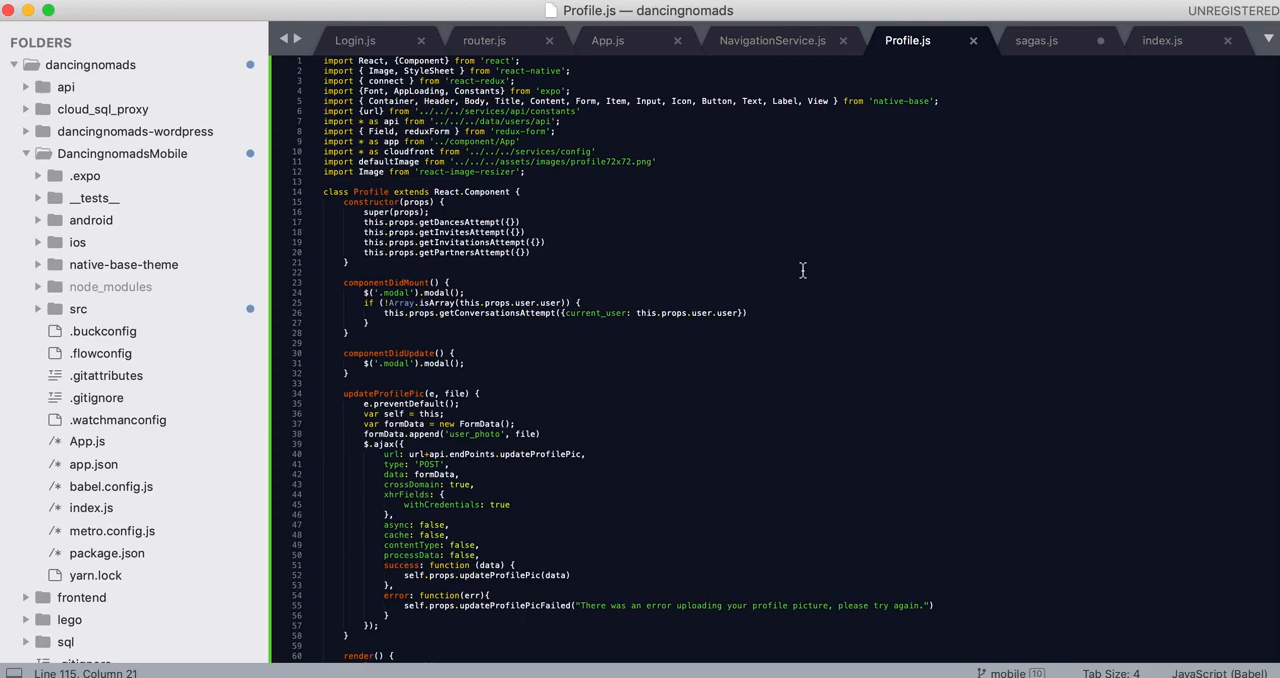 Profile.js — dancingnomads
UNREGISTERED
FOLDERS
dancingnomads
api
cloud_sql_proxy
dancingnomads-wordpress
DancingnomadsMobile
.expo
__tests__
android
ios
native-base-theme
node_modules
src
.buckconfig
.flowconfig
.gitattributes
.gitignore
.watchmanconfig
/* App.js
/* app.json
/* babel.config.js
/* index.js
/* metro.config.js
/* package.json
yarn.lock
frontend
lego
sql
Login.js
router.js
App.js
NavigationService.js
Profile.js
sagas.js
index.js
1 import React, {Component} from 'react';
2 import { Image, StyleSheet } from 'react-native';
3 import { connect } from 'react-redux';
4 import {Font, AppLoading, Constants} from 'expo';
5 import { Container, Header, Body, Title, Content, Form, Item, Input, Icon, Button, Text, Label, View } from 'native-base';
6 import {url} from '../../../services/api/constants'
7 import * as api from '../../../data/users/api';
8 import { Field, reduxForm } from 'redux-form';
9 import * as app from '../component/App'
10 import * as cloudfront from '../../../services/config'
11 import defaultImage from '../../../assets/images/profile72x72.png'
12 import Image from 'react-image-resizer';
13
14 class Profile extends React.Component {
15 constructor(props) {
16 super(props);
17 this.props.getDancesAttempt({})
18 this.props.getInvitesAttempt({})
19 this.props.getInvitationsAttempt({})
20 this.props.getPartnersAttempt({})
21 }
22
23 componentDidMount() {
24 $('.modal').modal();
25 if (!Array.isArray(this.props.user.user)) {
26 this.props.getConversationsAttempt({current_user: this.props.user.user})
27 }
28 }
29
30 componentDidUpdate() {
31 $('.modal').modal();
32 }
33
34 updateProfilePic(e, file) {
35 e.preventDefault();
36 var self = this;
37 var formData = new FormData();
38 formData.append('user_photo', file)
39 $.ajax({
40 url: url+api.endPoints.updateProfilePic,
41 type: 'POST',
42 data: formData,
43 crossDomain: true,
44 xhrFields: {
45 withCredentials: true
46 },
47 async: false,
48 cache: false,
49 contentType: false,
50 processData: false,
51 success: function (data) {
52 self.props.updateProfilePic(data)
53 },
54 error: function(err){
55 self.props.updateProfilePicFailed("There was an error uploading your profile picture, please try again.")
56 }
57 });
58 }
59
60 render() {
Line 115, Column 21
mobile 10
Tab Size: 4
JavaScript (Babel)